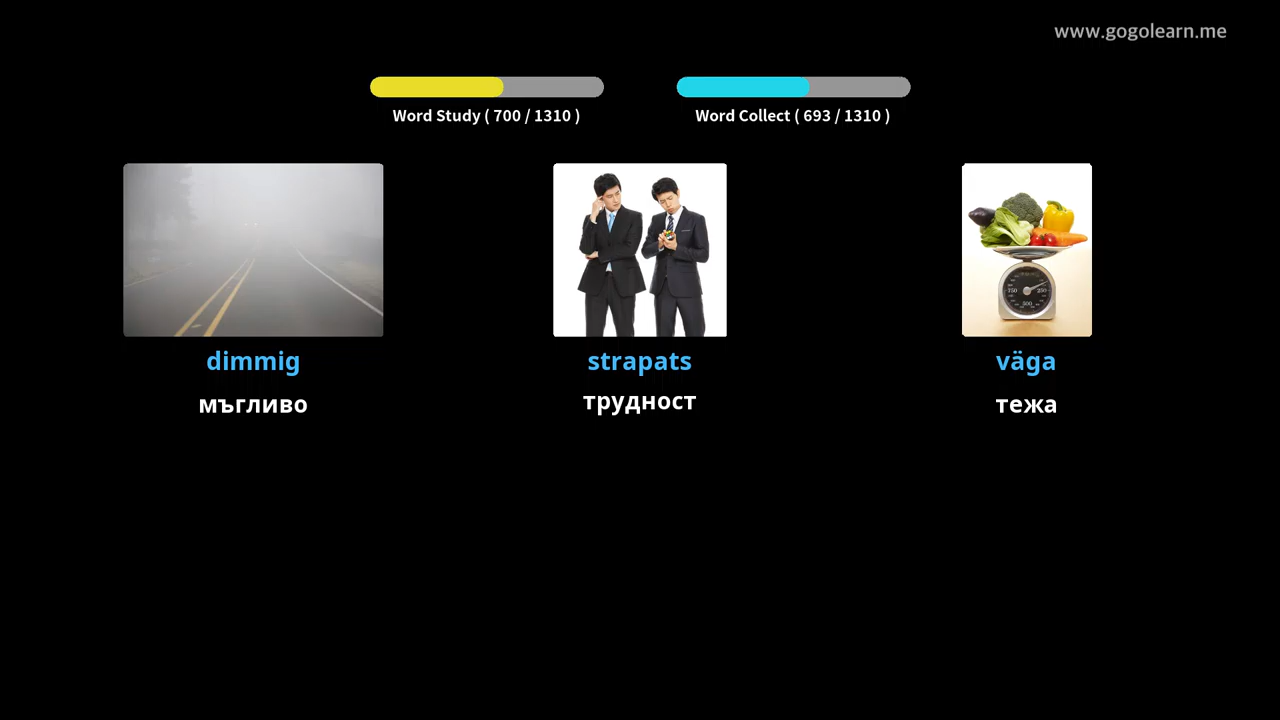 www.gogolearn.me
Word Study ( 700 / 1310 )
Word Collect ( 693 / 1310 )
dimmig
strapats
väga
мъгливо
трудност
тежа